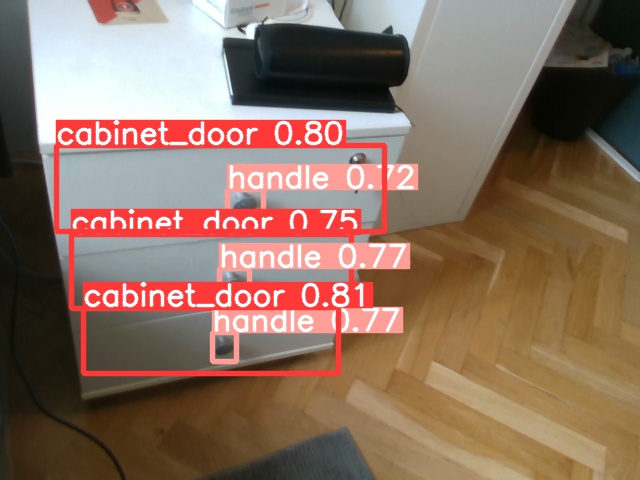 cabinet_door 0.80
handle 0.72
cabinet_door 0.75
handle 0.77
cabinet_door 0.81
handle 0.77